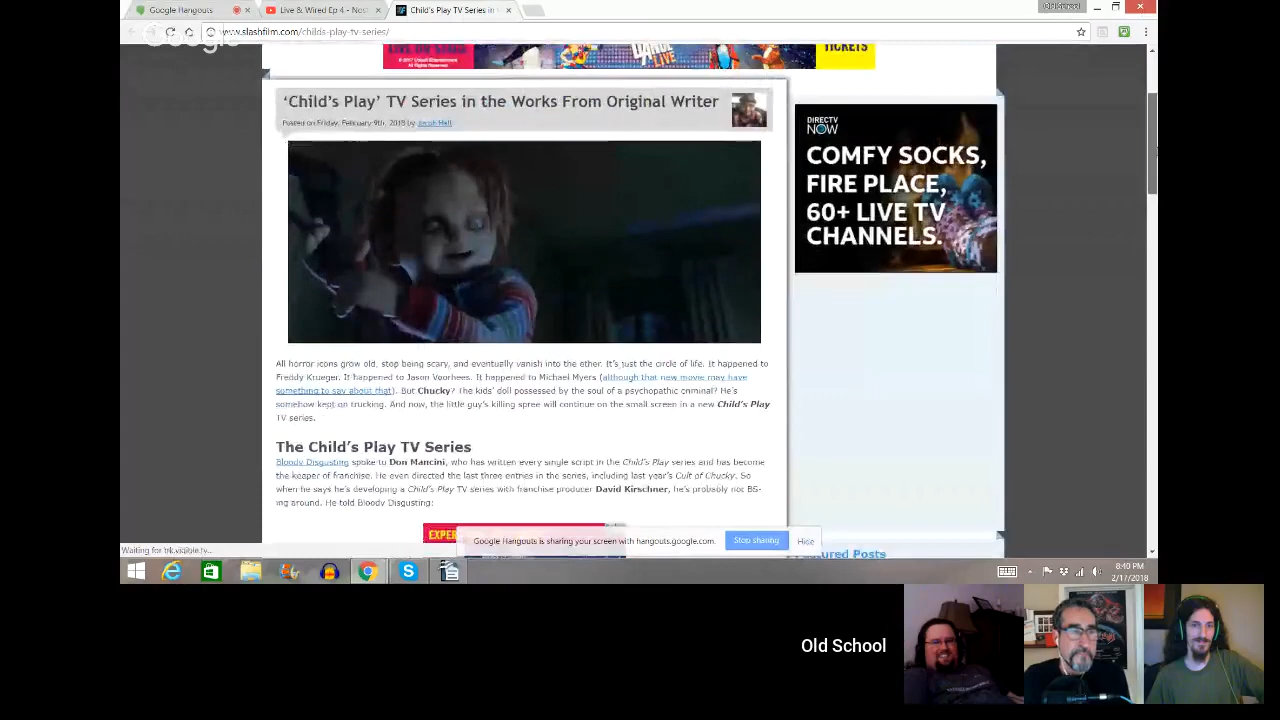 Google Hangouts
Live & Wired Ep 4 - Nost
Child's Play TV Series in
Old School
www.slashfilm.com/childs-play-tv-series/
Google
LIVE ON STAGE
DANCE
LIVE
TICKETS
'Child's Play' TV Series in the Works From Original Writer
Posted on Friday, February 9th, 2018 by Jacob Hall
DIRECTV
NOW
COMFY SOCKS,
FIRE PLACE,
60+ LIVE TV
CHANNELS.
All horror icons grow old, stop being scary, and eventually vanish into the ether. It's just the circle of life. It happened to
Freddy Krueger. It happened to Jason Voorhees. It happened to Michael Myers (although that new movie may have
something to say about that). But Chucky? The kids' doll possessed by the soul of a psychopathic criminal? He's
somehow kept on trucking. And now, the little guy's killing spree will continue on the small screen in a new Child's Play
TV series.
The Child's Play TV Series
Bloody Disgusting spoke to Don Mancini, who has written every single script in the Child's Play series and has become
the keeper of franchise. He even directed the last three entries in the series, including last year's Cult of Chucky. So
when he says he's developing a Child's Play TV series with franchise producer David Kirschner, he's probably not BS-
ing around. He told Bloody Disgusting:
Google Hangouts is sharing your screen with hangouts.google.com.
Stop sharing
Hide
Featured Posts
8:40 PM
2/17/2018
Old School